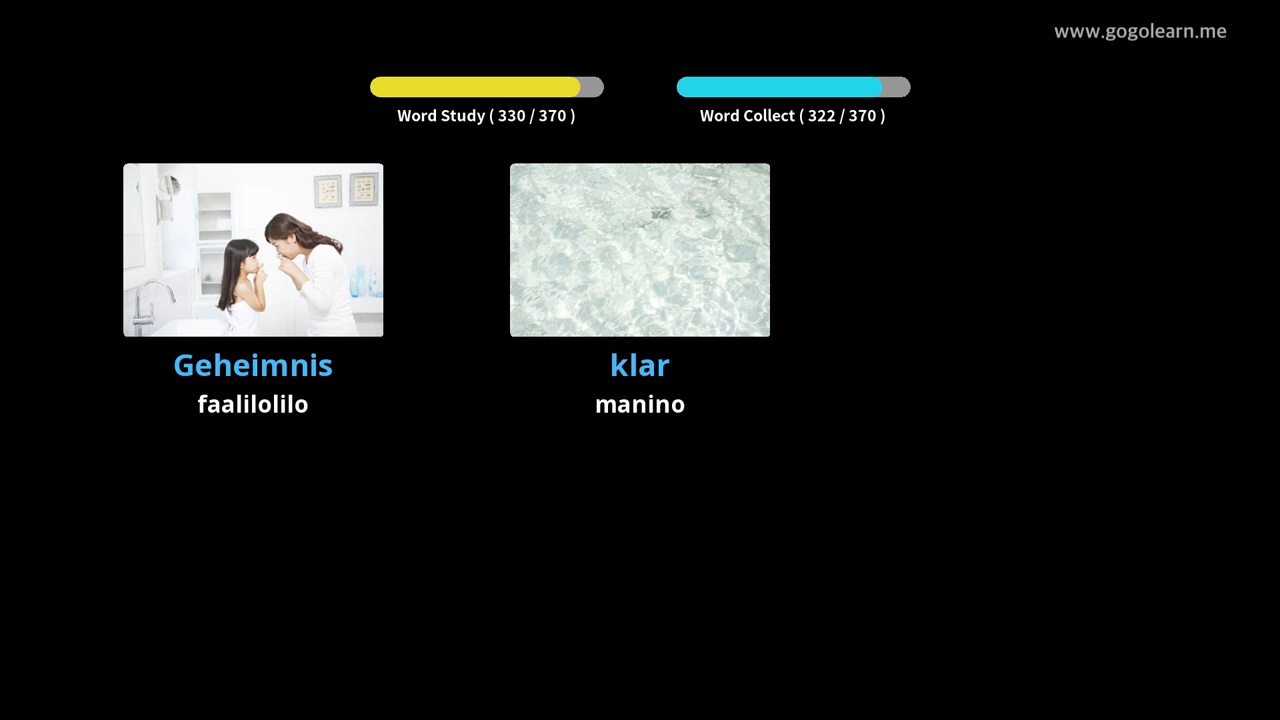 www.gogolearn.me
Word Study ( 330 / 370 )
Word Collect ( 322 / 370 )
Geheimnis
faalilolilo
klar
manino